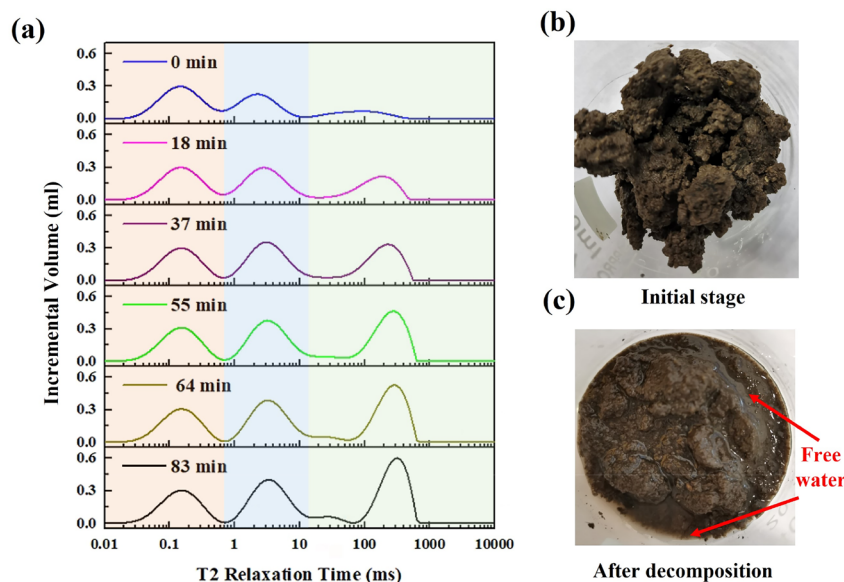 (a)
0.6
0 min
0.3
0.0
0.6
18 min
0.3
0.0
0.6
37 min
0.3
0.0
0.6
55 min
0.3
0.0
0.6
64 min
0.3
0.0
0.6
83 min
0.3
0.0
0.01 0.1 1 10 100 1000 10000
T2 Relaxation Time (ms)
Incremental Volume (ml)
(b)
Initial stage
(c)
Free
water
After decomposition